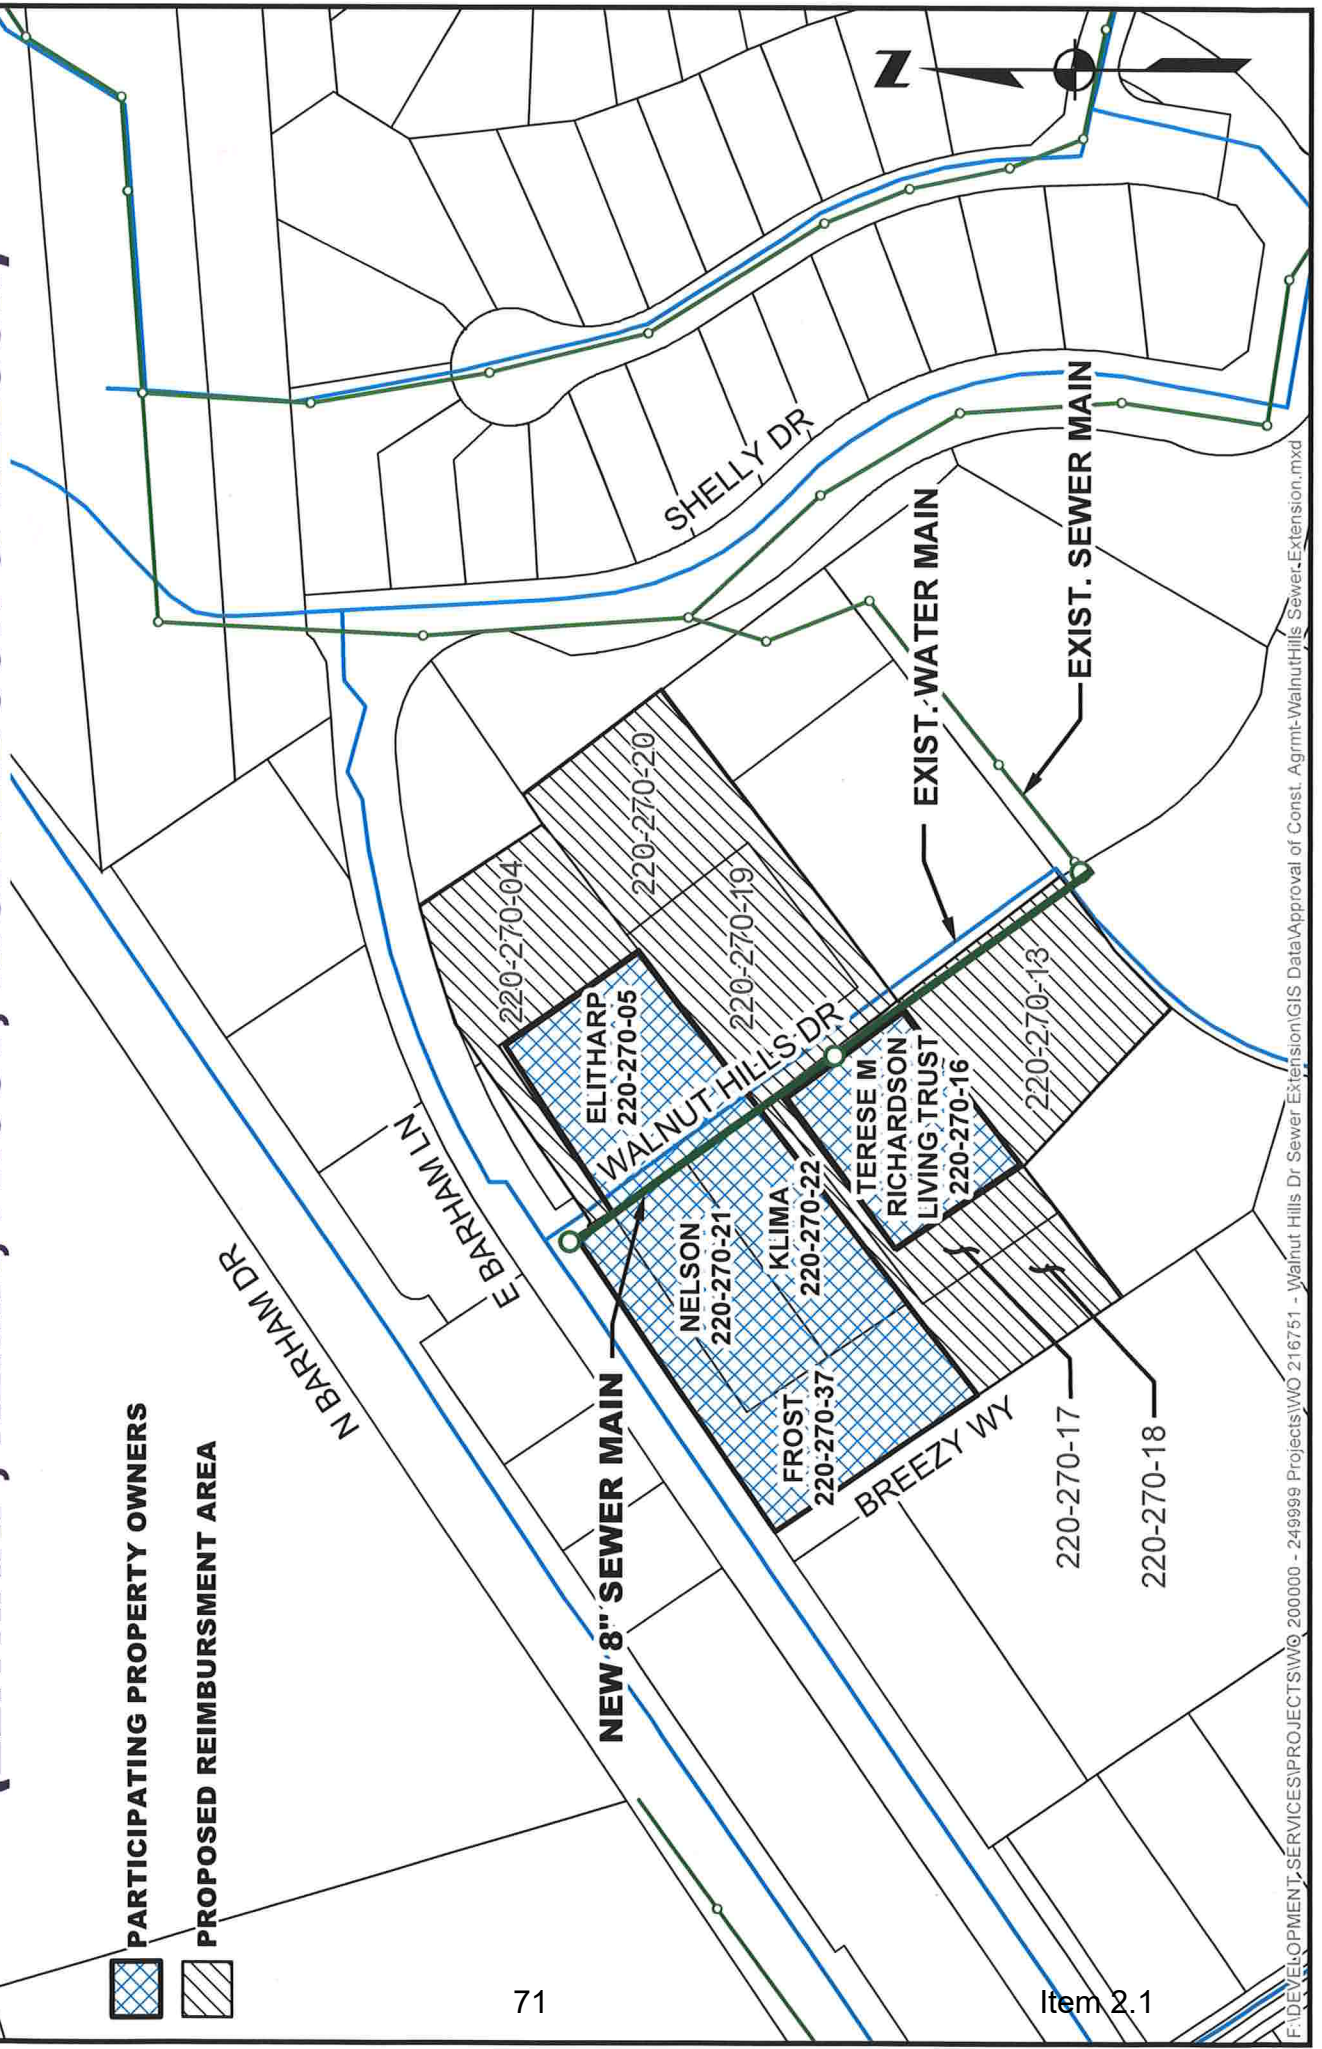 PARTICIPATING PROPERTY OWNERS
PROPOSED REIMBURSMENT AREA
N BARHAM DR
E BARHAM LN
SHELLY DR
Z
220-270-04
220-270-20
ELITHARP
220-270-05
220-270-19
WALNUT HILLS DR
NEW 8" SEWER MAIN
NELSON
220-270-21
KLIMA
220-270-22
FROST
220-270-37
TERESE M
RICHARDSON
LIVING TRUST
220-270-16
220-270-13
EXIST. WATER MAIN
EXIST. SEWER MAIN
BREEZY WY
220-270-17
220-270-18
F:\DEVELOPMENT SERVICES\PROJECTS\WO 200000 - 249999 Projects\WO 216751 - Walnut Hills Dr Sewer Extension\GIS Data\Approval of Const. Agrmt-WalnutHills Sewer Extension.mxd
71
Item 2.1